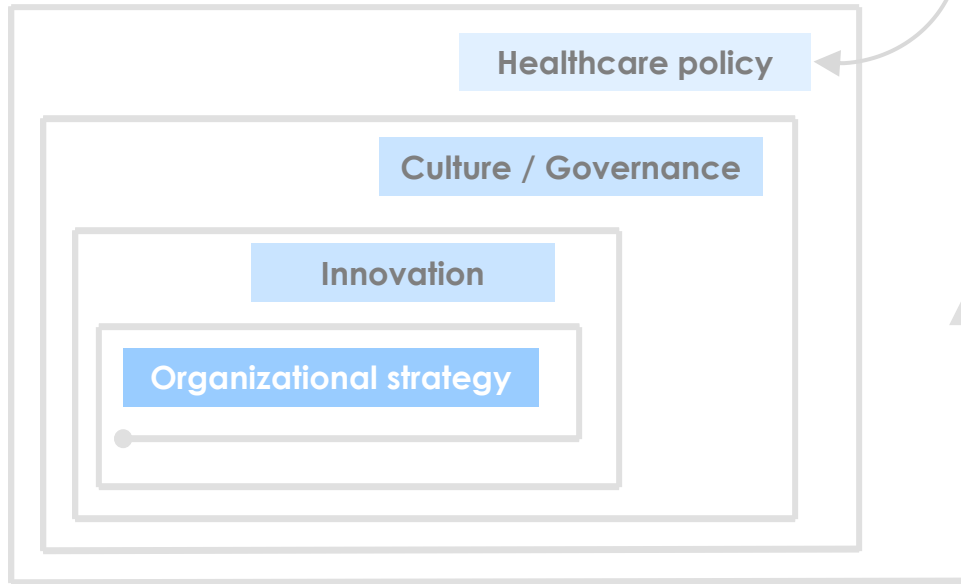 Healthcare policy
Culture / Governance
Innovation
Organizational strategy